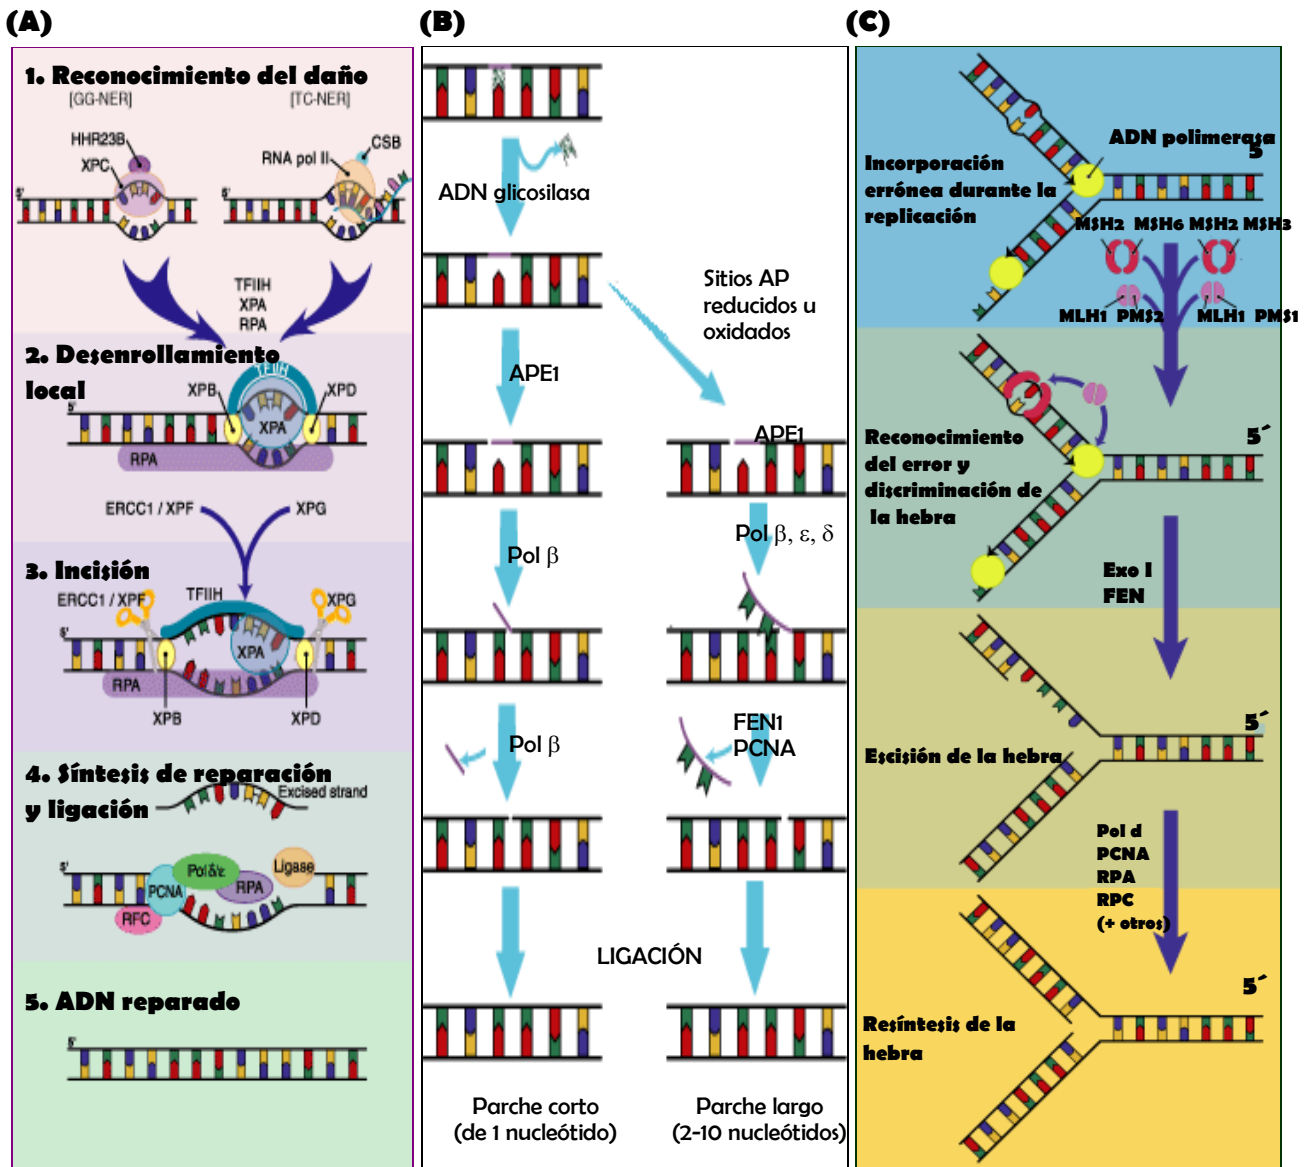 (A)
1. Reconocimiento del daño
[GG-NER]
[TC-NER]
HHR23B
XPC
RNA pol II
CSB
5'
5'
TFIIH
XPA
RPA
2. Desenrollamiento
local
TFIIH
XPB
XPD
XPA
5'
RPA
ERCC1 / XPF
XPG
3. Incisión
ERCC1 / XPF
TFIIH
XPG
5'
XPA
RPA
XPB
XPD
4. Síntesis de reparación
y ligación
Excised strand
5'
Polδ/ε
Ligase
PCNA
RPA
RFC
5. ADN reparado
5'
(B)
ADN glicosilasa
Sitios AP
reducidos u
oxidados
APE1
APE1
Pol β
Pol β, ε, δ
Pol β
FEN1
PCNA
LIGACIÓN
Parche corto
(de 1 nucleótido)
Parche largo
(2-10 nucleótidos)
(C)
ADN polimerasa
5
Incorporación
errónea durante la
replicación
MSH2 MSH6 MSH2 MSH3
MLH1 PMS2 MLH1 PMS1
5´
Reconocimiento
del error y
discriminación de
la hebra
Exo I
FEN
5´
Escisión de la hebra
Pol d
PCNA
RPA
RPC
(+ otros)
5´
Resíntesis de la
hebra